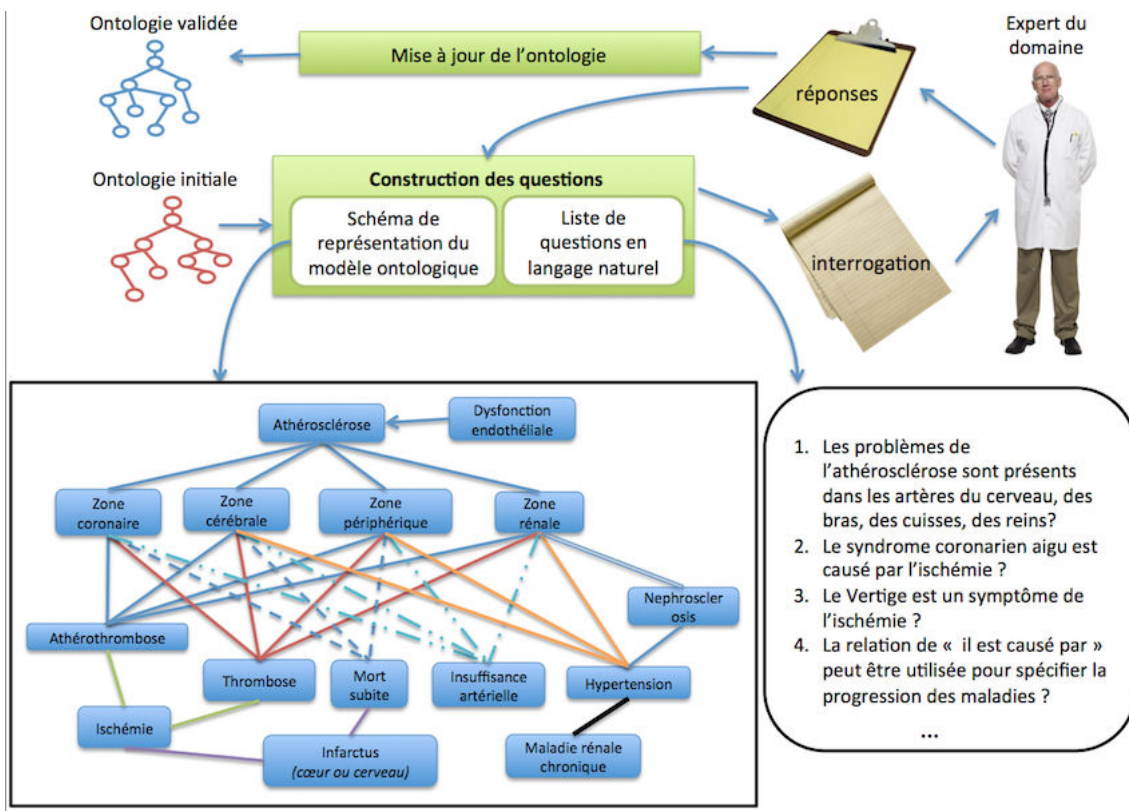 Ontologie validée
Mise à jour de l'ontologie
réponses
Expert du
domaine
Ontologie initiale
Construction des questions
Schéma de
représentation du
modèle ontologique
Liste de
questions en
langage naturel
interrogation
Athérosclérose
Dysfonction
endothéliale
Zone
coronaire
Zone
cérébrale
Zone
périphérique
Zone
rénale
Nephroscler
osis
Athérothrombose
Thrombose
Mort
subite
Insuffisance
artérielle
Hypertension
Ischémie
Infarctus
(cœur ou cerveau)
Maladie rénale
chronique
1. Les problèmes de
l'athérosclérose sont présents
dans les artères du cerveau, des
bras, des cuisses, des reins?
2. Le syndrome coronarien aigu est
causé par l'ischémie ?
3. Le Vertige est un symptôme de
l'ischémie ?
4. La relation de « il est causé par »
peut être utilisée pour spécifier la
progression des maladies ?
...